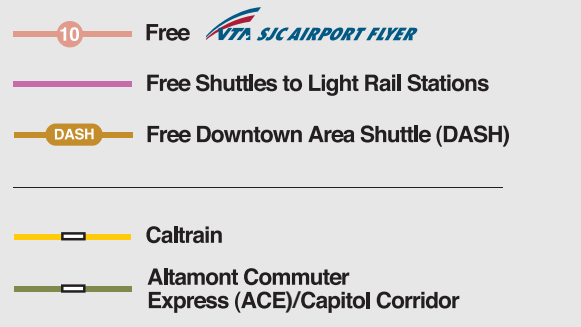 10 Free VTA SJC AIRPORT FLYER
Free Shuttles to Light Rail Stations
DASH Free Downtown Area Shuttle (DASH)
Caltrain
Altamont Commuter
Express (ACE)/Capitol Corridor